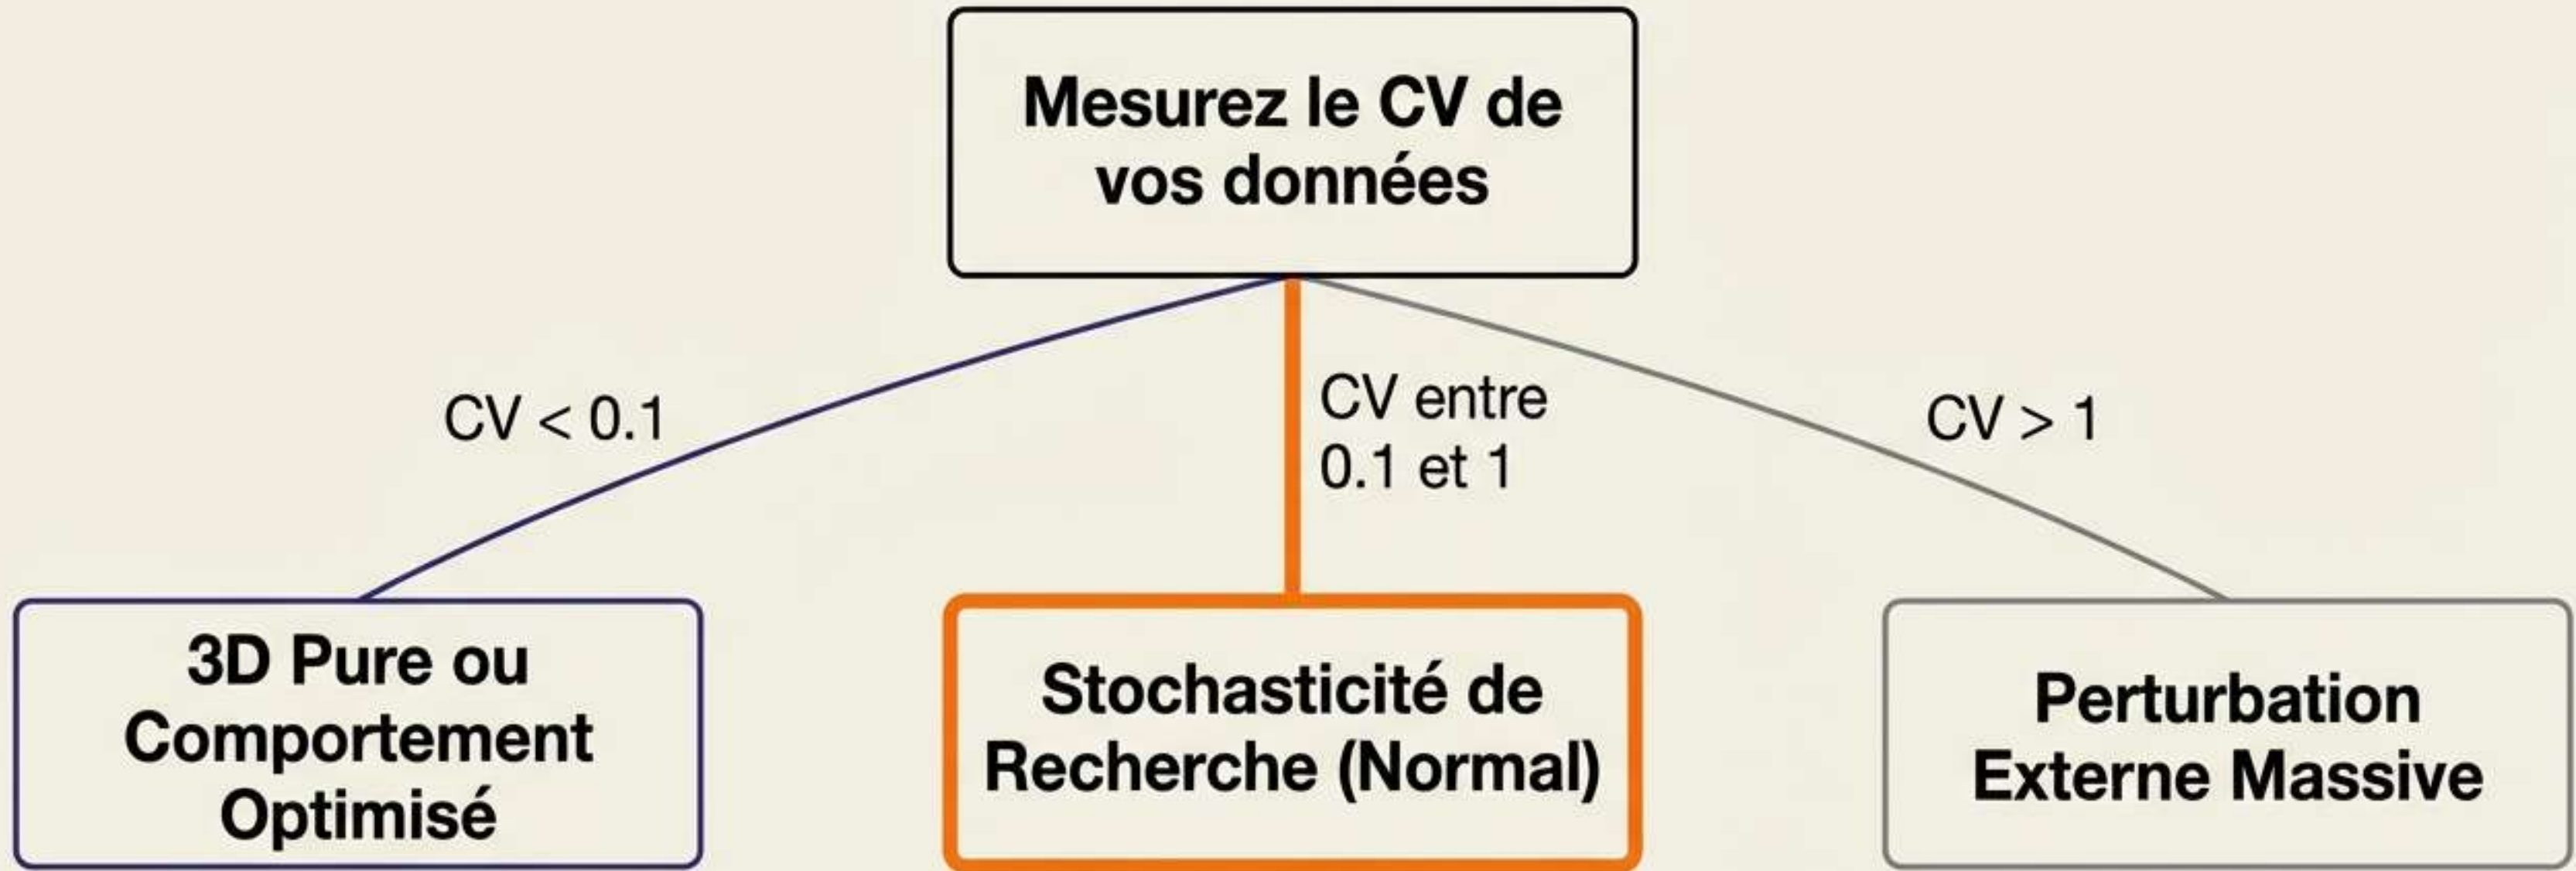 Mesurez le CV de
vos données
CV < 0.1
CV entre
0.1 et 1
CV > 1
3D Pure ou
Comportement
Optimisé
Stochasticité de
Recherche (Normal)
Perturbation
Externe Massive